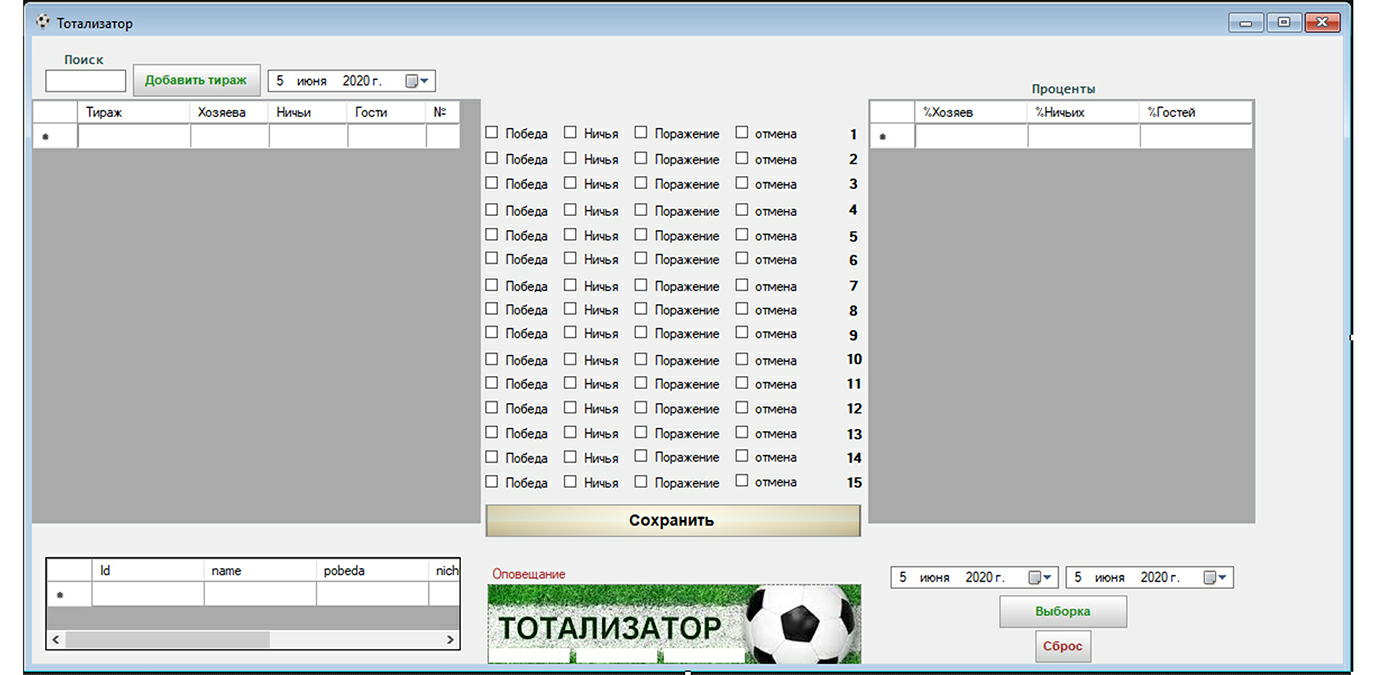 Тотализатор
Поиск
Добавить тираж 5 июня 2020 г.
Проценты
Тираж Хозяева Ничьи Гости №
%Хозяев %Ничьих %Гостей
Победа Ничья Поражение отмена 1
Победа Ничья Поражение отмена 2
Победа Ничья Поражение отмена 3
Победа Ничья Поражение отмена 4
Победа Ничья Поражение отмена 5
Победа Ничья Поражение отмена 6
Победа Ничья Поражение отмена 7
Победа Ничья Поражение отмена 8
Победа Ничья Поражение отмена 9
Победа Ничья Поражение отмена 10
Победа Ничья Поражение отмена 11
Победа Ничья Поражение отмена 12
Победа Ничья Поражение отмена 13
Победа Ничья Поражение отмена 14
Победа Ничья Поражение отмена 15
Сохранить
Id name pobeda nich
Оповещание
ТОТАЛИЗАТОР
5 июня 2020 г. 5 июня 2020 г.
Выборка
Сброс